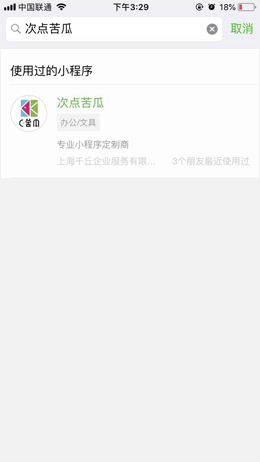 中国联通 下午3:29 18%
次点苦瓜 取消
使用过的小程序
次点苦瓜
办公/文具
C苦瓜
专业小程序定制商
上海千丘企业服务有限... 3个朋友最近使用过